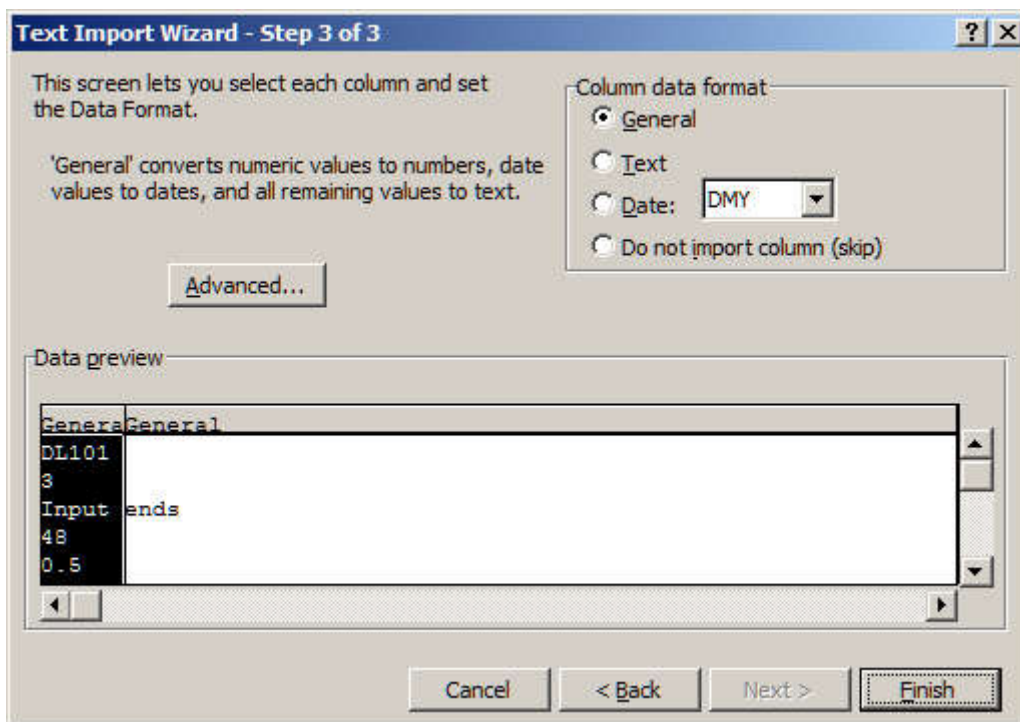 Text Import Wizard - Step 3 of 3
This screen lets you select each column and set
the Data Format.
'General' converts numeric values to numbers, date
values to dates, and all remaining values to text.
Advanced...
Column data format
General
Text
Date: DMY
Do not import column (skip)
Data preview
GeneraGeneral
DL101
3
Input ends
48
0.5
Cancel < Back Next > Finish